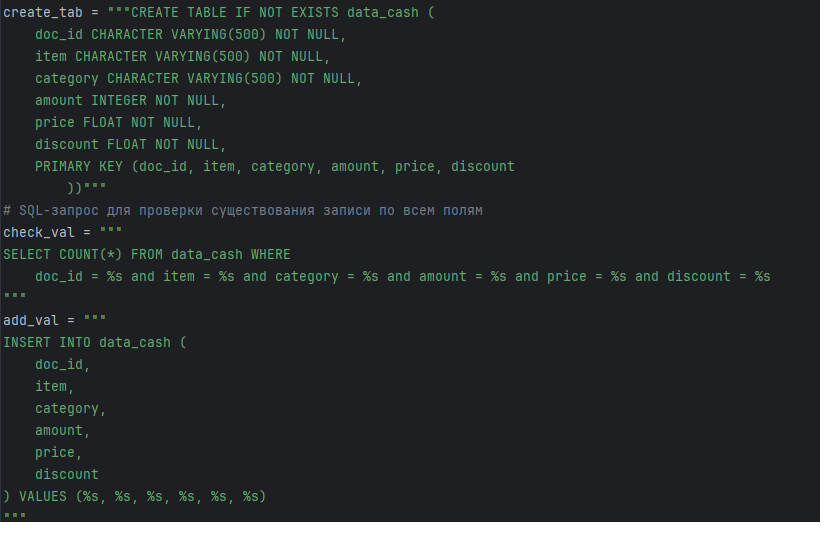 create_tab = """CREATE TABLE IF NOT EXISTS data_cash (
    doc_id CHARACTER VARYING(500) NOT NULL,
    item CHARACTER VARYING(500) NOT NULL,
    category CHARACTER VARYING(500) NOT NULL,
    amount INTEGER NOT NULL,
    price FLOAT NOT NULL,
    discount FLOAT NOT NULL,
    PRIMARY KEY (doc_id, item, category, amount, price, discount
        ))"""
# SQL-запрос для проверки существования записи по всем полям
check_val = """
SELECT COUNT(*) FROM data_cash WHERE
    doc_id = %s and item = %s and category = %s and amount = %s and price = %s and discount = %s
"""
add_val = """
INSERT INTO data_cash (
    doc_id,
    item,
    category,
    amount,
    price,
    discount
) VALUES (%s, %s, %s, %s, %s, %s)
"""